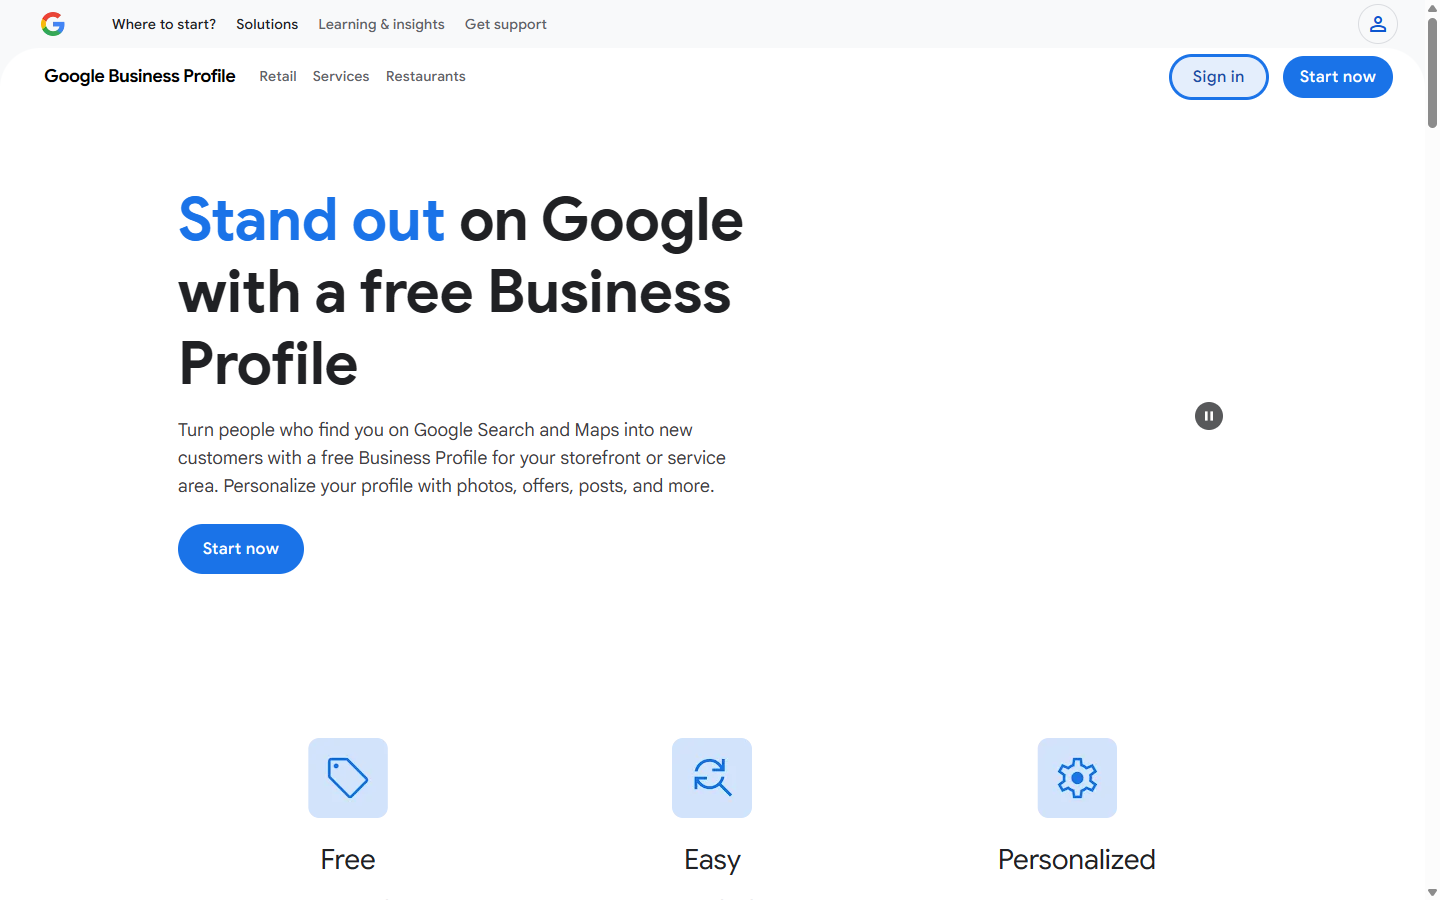 Where to start?
Solutions
Learning & insights
Get support
Google Business Profile
Retail
Services
Restaurants
Sign in
Start now
Stand out on Google
with a free Business
Profile
Turn people who find you on Google Search and Maps into new
customers with a free Business Profile for your storefront or service
area. Personalize your profile with photos, offers, posts, and more.
Start now
Free
Easy
Personalized